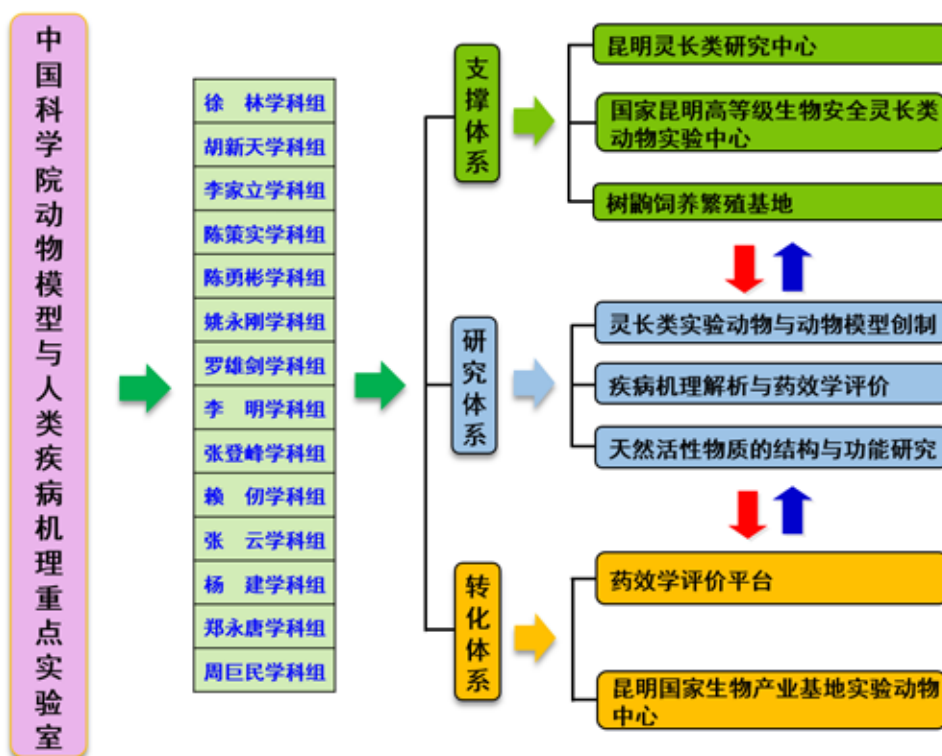 中国科学院动物模型与人类疾病机理重点实验室
徐　林学科组
胡新天学科组
李家立学科组
陈策实学科组
陈勇彬学科组
姚永刚学科组
罗雄剑学科组
李　明学科组
张登峰学科组
赖　仞学科组
张　云学科组
杨　建学科组
郑永唐学科组
周巨民学科组
支撑体系
昆明灵长类研究中心
国家昆明高等级生物安全灵长类
动物实验中心
树鼩饲养繁殖基地
研究体系
灵长类实验动物与动物模型创制
疾病机理解析与药效学评价
天然活性物质的结构与功能研究
转化体系
药效学评价平台
昆明国家生物产业基地实验动物
中心